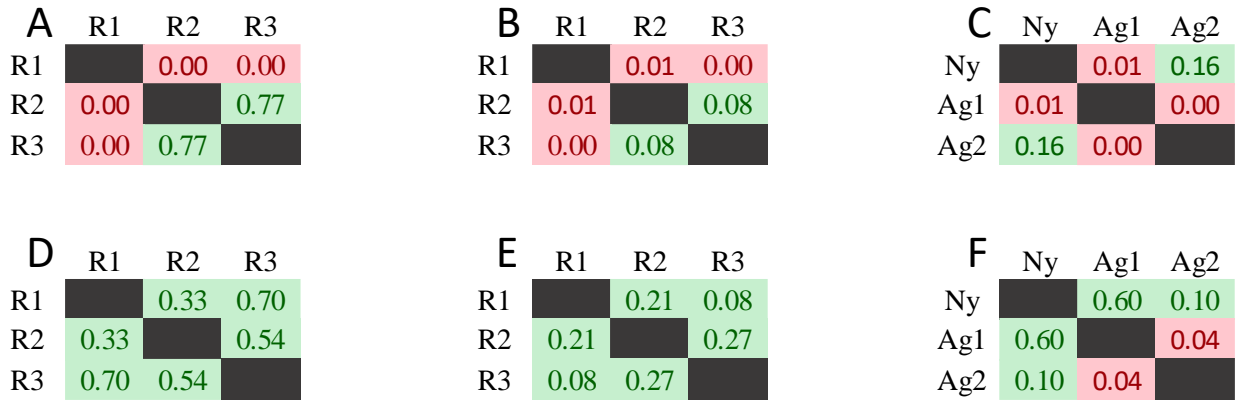 A R1 R2 R3 B R1 R2 R3 C Ny Ag1 Ag2
R1 0.00 0.00 R1 0.01 0.00 Ny 0.01 0.16
R2 0.00 0.77 R2 0.01 0.08 Ag1 0.01 0.00
R3 0.00 0.77 R3 0.00 0.08 Ag2 0.16 0.00
D R1 R2 R3 E R1 R2 R3 F Ny Ag1 Ag2
R1 0.33 0.70 R1 0.21 0.08 Ny 0.60 0.10
R2 0.33 0.54 R2 0.21 0.27 Ag1 0.60 0.04
R3 0.70 0.54 R3 0.08 0.27 Ag2 0.10 0.04